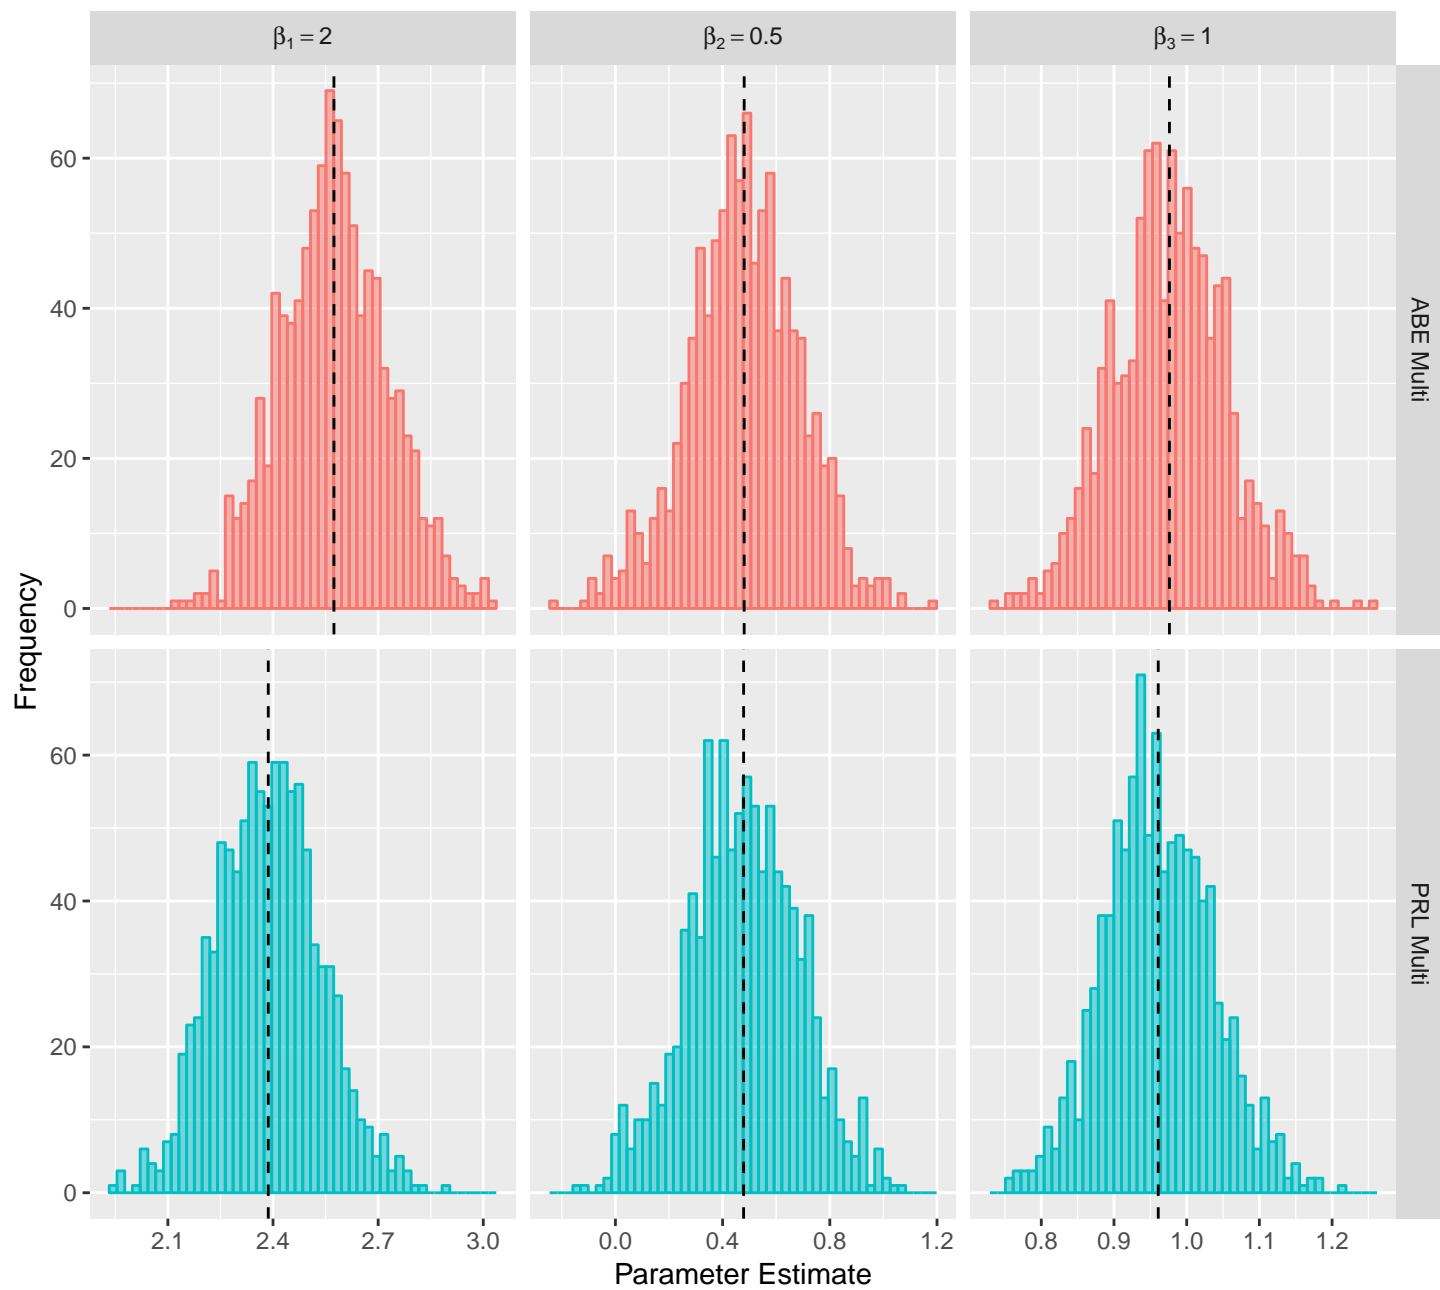 β₁ = 2
β₂ = 0.5
β₃ = 1
60
40
20
0
ABE Multi
Frequency
60
40
20
0
PRL Multi
2.1 2.4 2.7 3.0
0.0 0.4 0.8 1.2
0.8 0.9 1.0 1.1 1.2
Parameter Estimate